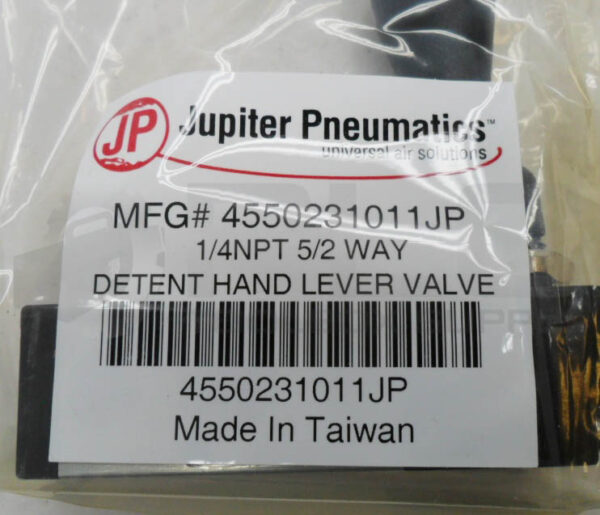 JP Jupiter Pneumatics™
universal air solutions
MFG# 4550231011JP
1/4NPT 5/2 WAY
DETENT HAND LEVER VALVE
4550231011JP
Made In Taiwan